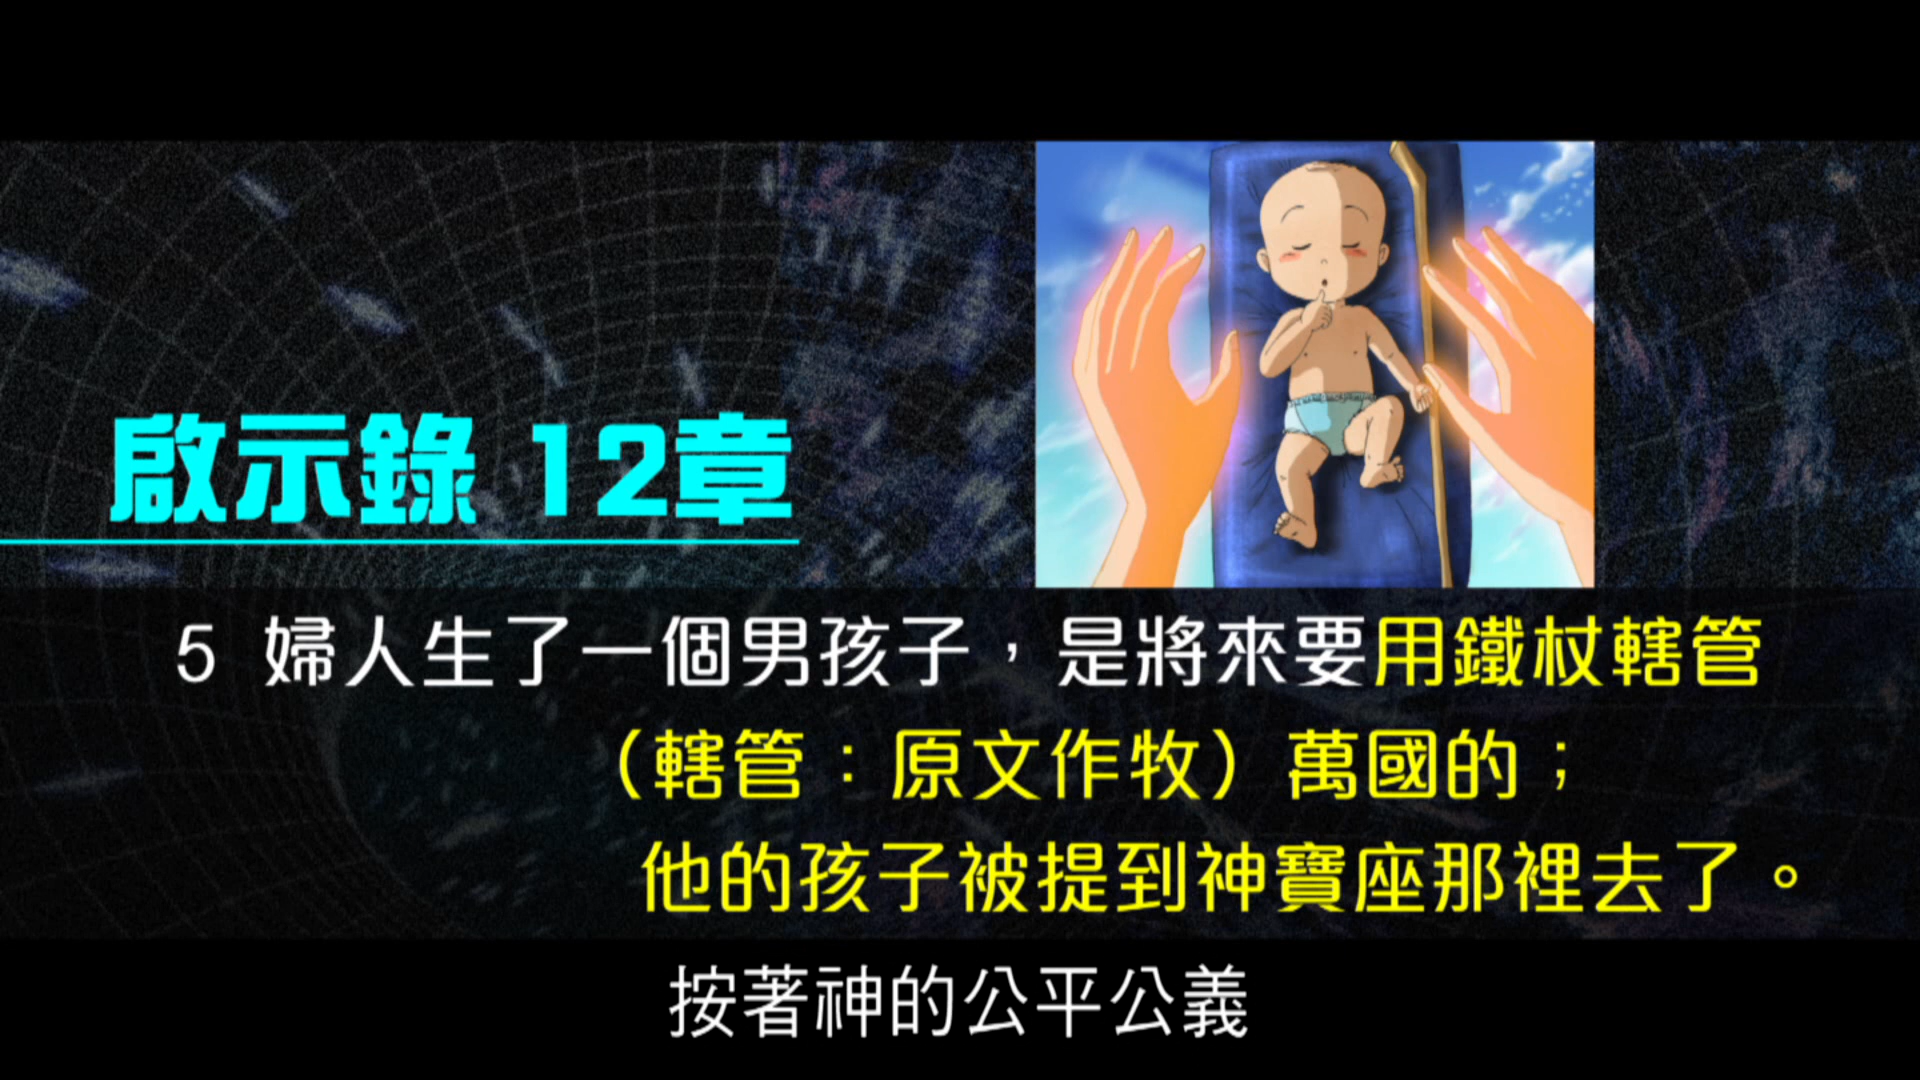 啟示錄 12章
5 婦人生了一個男孩子，是將來要用鐵杖轄管
（轄管：原文作牧）萬國的；
他的孩子被提到神寶座那裡去了。
按著神的公平公義